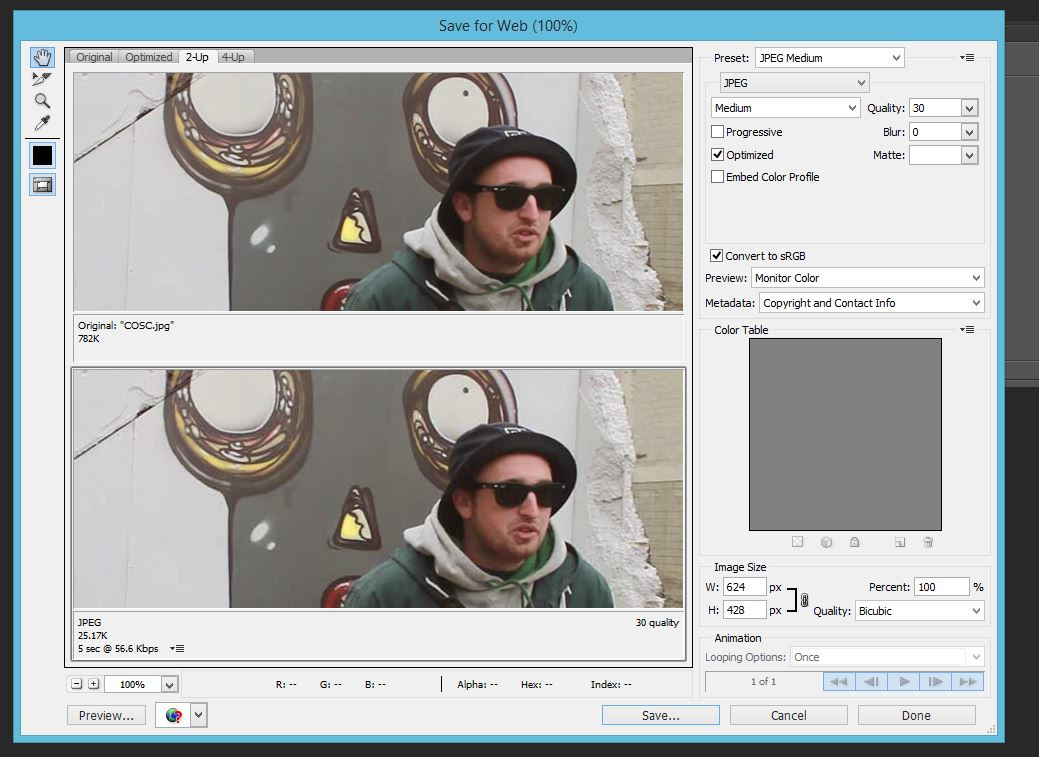 Save for Web (100%)
Original Optimized 2-Up 4-Up
Original: "COSC.jpg"
782K
JPEG
30 quality
25.17K
5 sec @ 56.6 Kbps
100%
R: -- G: -- B: -- Alpha: -- Hex: -- Index: --
Preview...
Save... Cancel Done
Preset: JPEG Medium
JPEG
Medium Quality: 30
Progressive Blur: 0
Optimized Matte:
Embed Color Profile
Convert to sRGB
Preview: Monitor Color
Metadata: Copyright and Contact Info
Color Table
Image Size
W: 624 px Percent: 100 %
H: 428 px Quality: Bicubic
Animation
Looping Options: Once
1 of 1